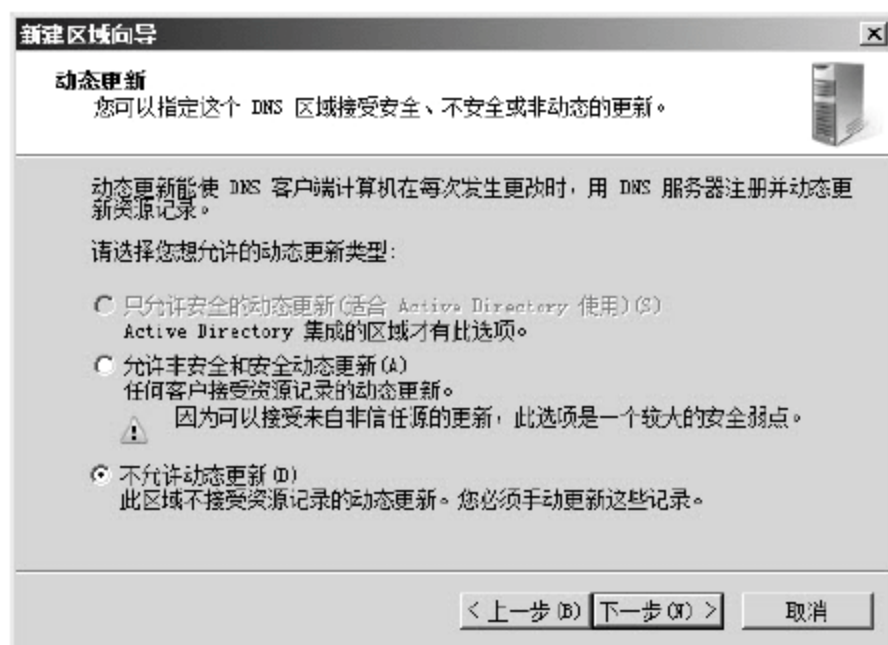 新建区域向导
动态更新
您可以指定这个 DNS 区域接受安全、不安全或非动态的更新。
动态更新能使 DNS 客户端计算机在每次发生更改时，用 DNS 服务器注册并动态更
新资源记录。
请选择您想允许的动态更新类型：
只允许安全的动态更新(适合 Active Directory 使用)(S)
Active Directory 集成的区域才有此选项。
允许非安全和安全动态更新(A)
任何客户接受资源记录的动态更新。
因为可以接受来自非信任源的更新，此选项是一个较大的安全弱点。
不允许动态更新(D)
此区域不接受资源记录的动态更新。您必须手动更新这些记录。
< 上一步(B) 下一步(N) > 取消